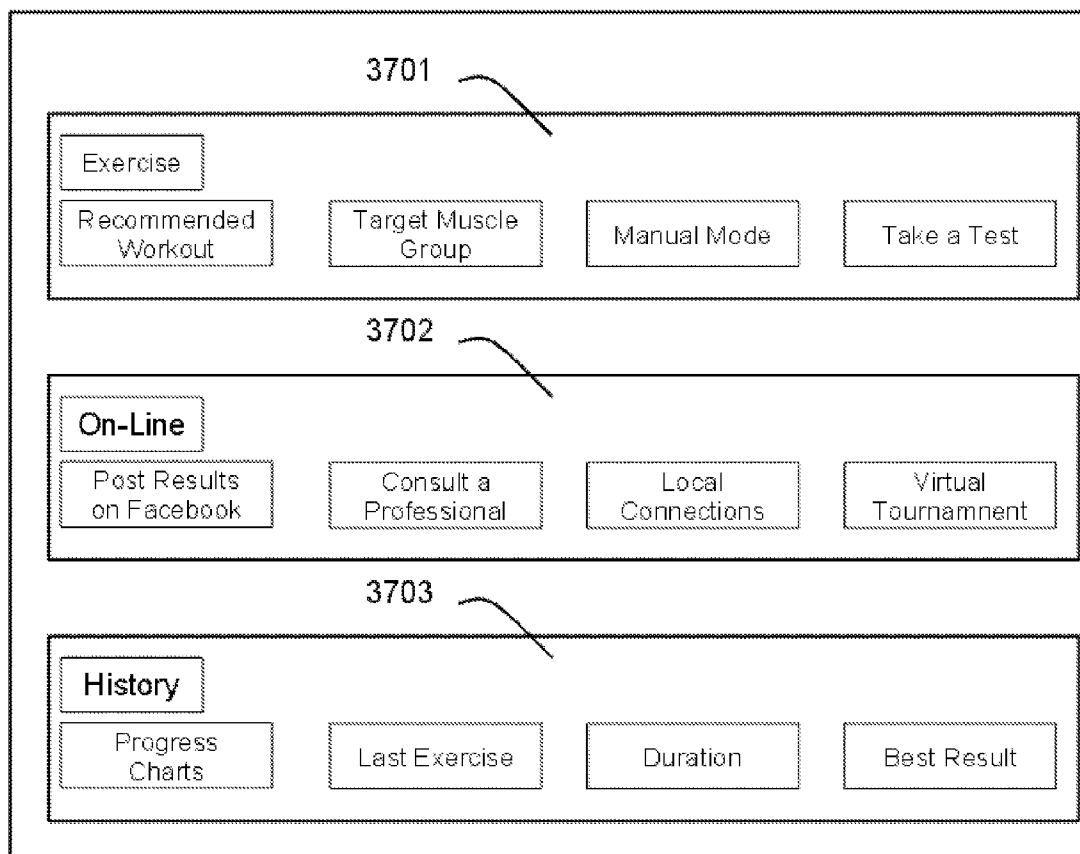 3701
Exercise
Recommended
Workout
Target Muscle
Group
Manual Mode
Take a Test
3702
On-Line
Post Results
on Facebook
Consult a
Professional
Local
Connections
Virtual
Tournamnent
3703
History
Progress
Charts
Last Exercise
Duration
Best Result